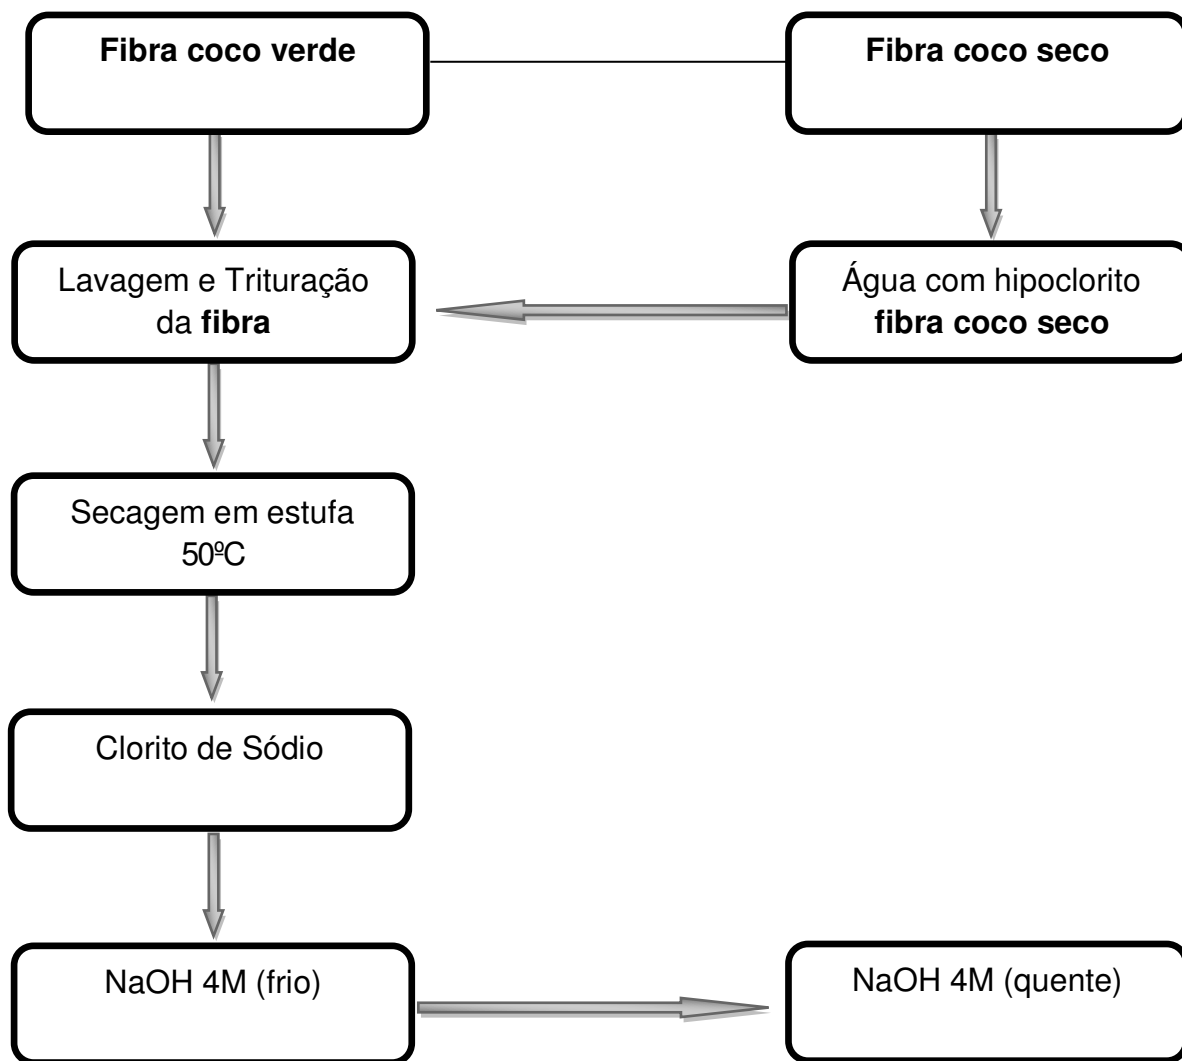 Fibra coco verde
Fibra coco seco
Lavagem e Trituração
da fibra
Água com hipoclorito
fibra coco seco
Secagem em estufa
50ºC
Clorito de Sódio
NaOH 4M (frio)
NaOH 4M (quente)